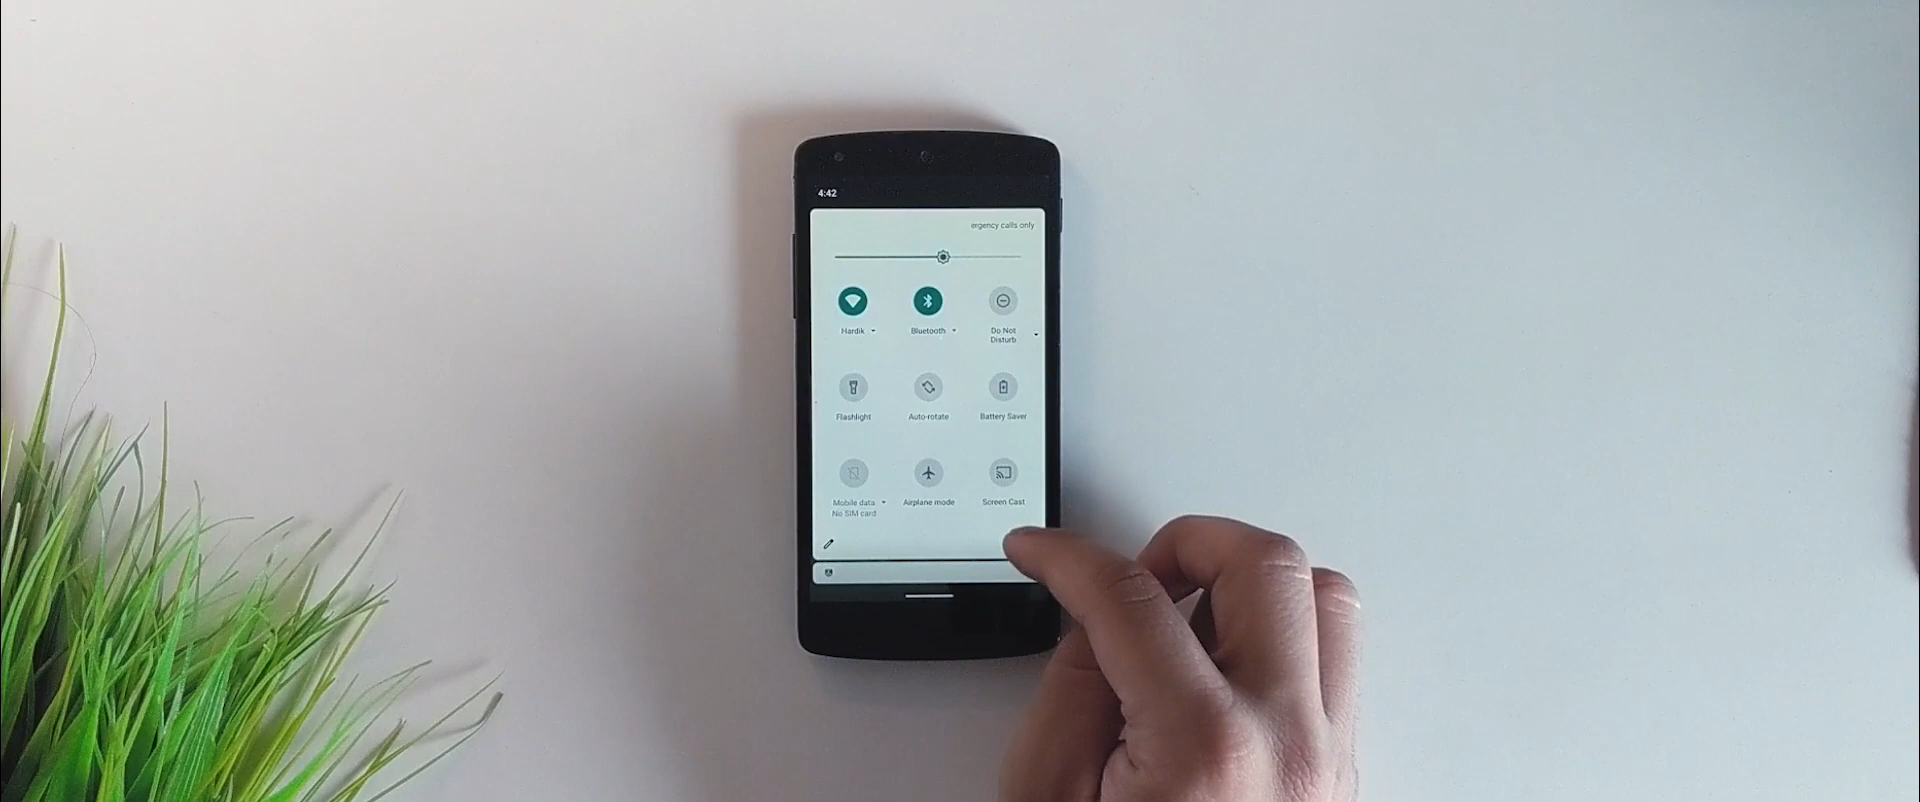 4:42
ergency calls only
Hardik
Bluetooth
Do Not
Disturb
Flashlight
Auto-rotate
Battery Saver
Mobile data
No SIM card
Airplane mode
Screen Cast